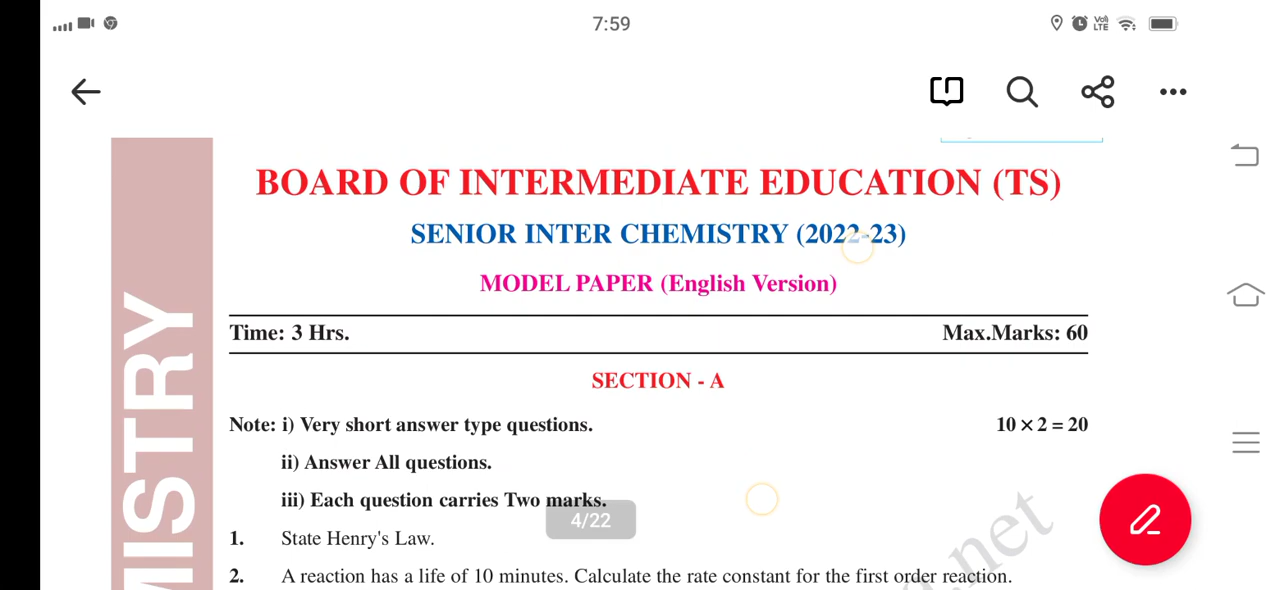 7:59
Vo) LTE
BOARD OF INTERMEDIATE EDUCATION (TS)
SENIOR INTER CHEMISTRY (2022-23)
MODEL PAPER (English Version)
Time: 3 Hrs. Max.Marks: 60
SECTION - A
Note: i) Very short answer type questions. 10 × 2 = 20
ii) Answer All questions.
iii) Each question carries Two marks.
4/22
1. State Henry's Law.
2. A reaction has a life of 10 minutes. Calculate the rate constant for the first order reaction.
MISTRY
.net